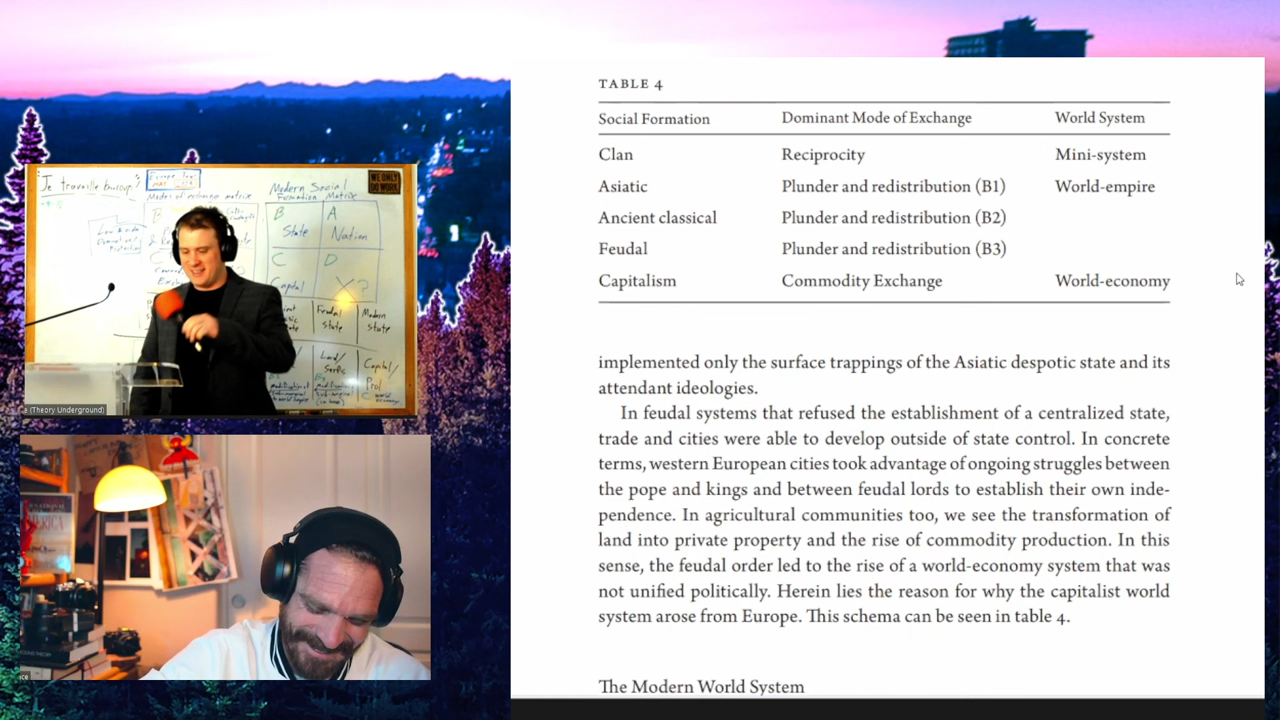 TABLE 4
Social Formation Dominant Mode of Exchange World System
Clan Reciprocity Mini-system
Asiatic Plunder and redistribution (B1) World-empire
Ancient classical Plunder and redistribution (B2)
Feudal Plunder and redistribution (B3)
Capitalism Commodity Exchange World-economy
implemented only the surface trappings of the Asiatic despotic state and its
attendant ideologies.
In feudal systems that refused the establishment of a centralized state,
trade and cities were able to develop outside of state control. In concrete
terms, western European cities took advantage of ongoing struggles between
the pope and kings and between feudal lords to establish their own inde-
pendence. In agricultural communities too, we see the transformation of
land into private property and the rise of commodity production. In this
sense, the feudal order led to the rise of a world-economy system that was
not unified politically. Herein lies the reason for why the capitalist world
system arose from Europe. This schema can be seen in table 4.
The Modern World System
Je travaille
WE ONLY
DO WORK
Modern Social
Formation Matrix
B A
State Nation
C D
Capital X ?
Feudal
State
Modern
State
Lord/
Serfs
Capital/
Prol
(Theory Underground)